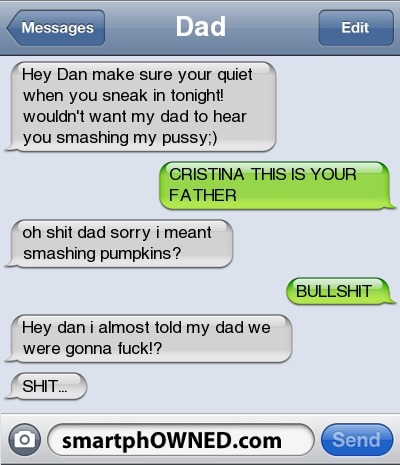 Messages
Dad
Edit
Hey Dan make sure your quiet
when you sneak in tonight!
wouldn't want my dad to hear
you smashing my pussy;)
CRISTINA THIS IS YOUR
FATHER
oh shit dad sorry i meant
smashing pumpkins?
BULLSHIT
Hey dan i almost told my dad we
were gonna fuck!?
SHIT...
smartphOWNED.com
Send